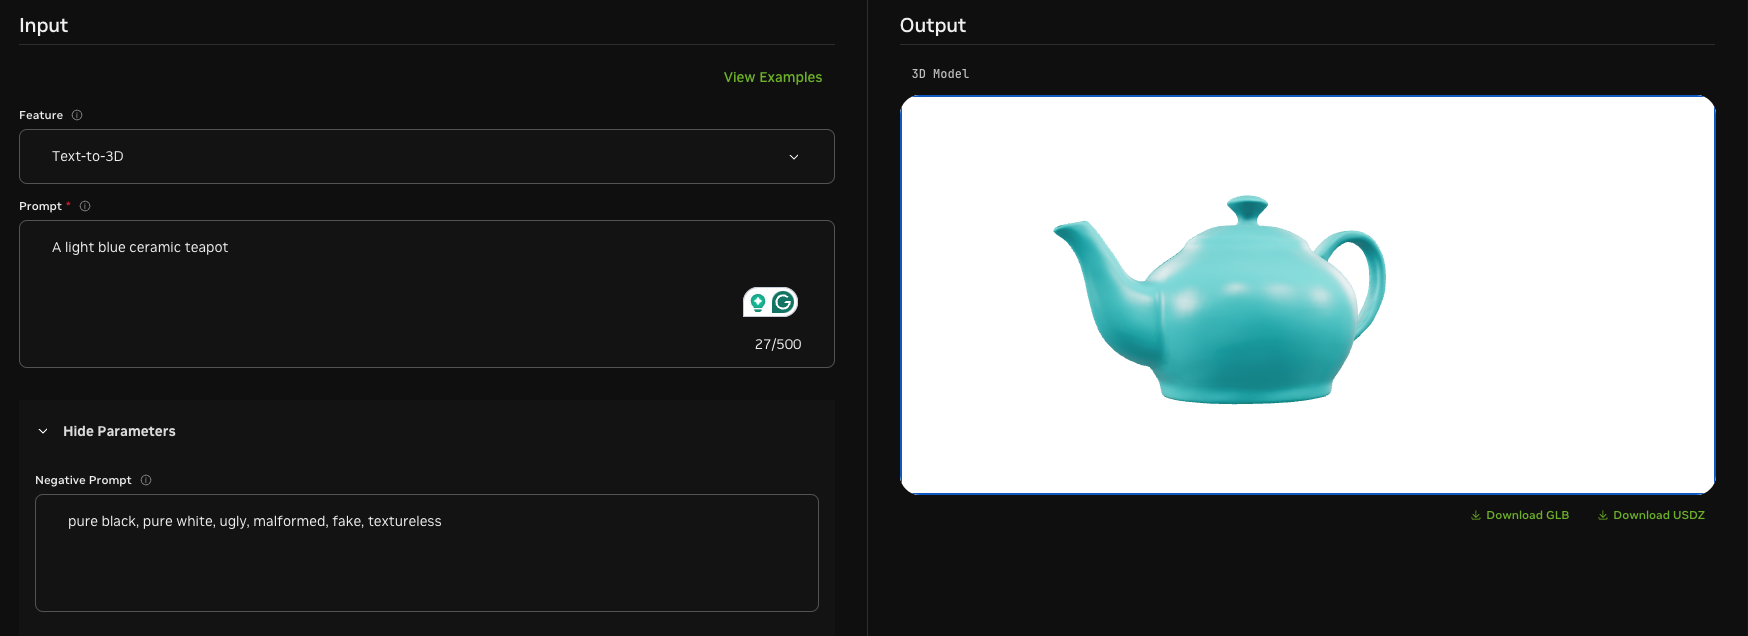 Input
View Examples
Feature
Text-to-3D
Prompt *
A light blue ceramic teapot
27/500
Hide Parameters
Negative Prompt
pure black, pure white, ugly, malformed, fake, textureless
Output
3D Model
Download GLB
Download USDZ